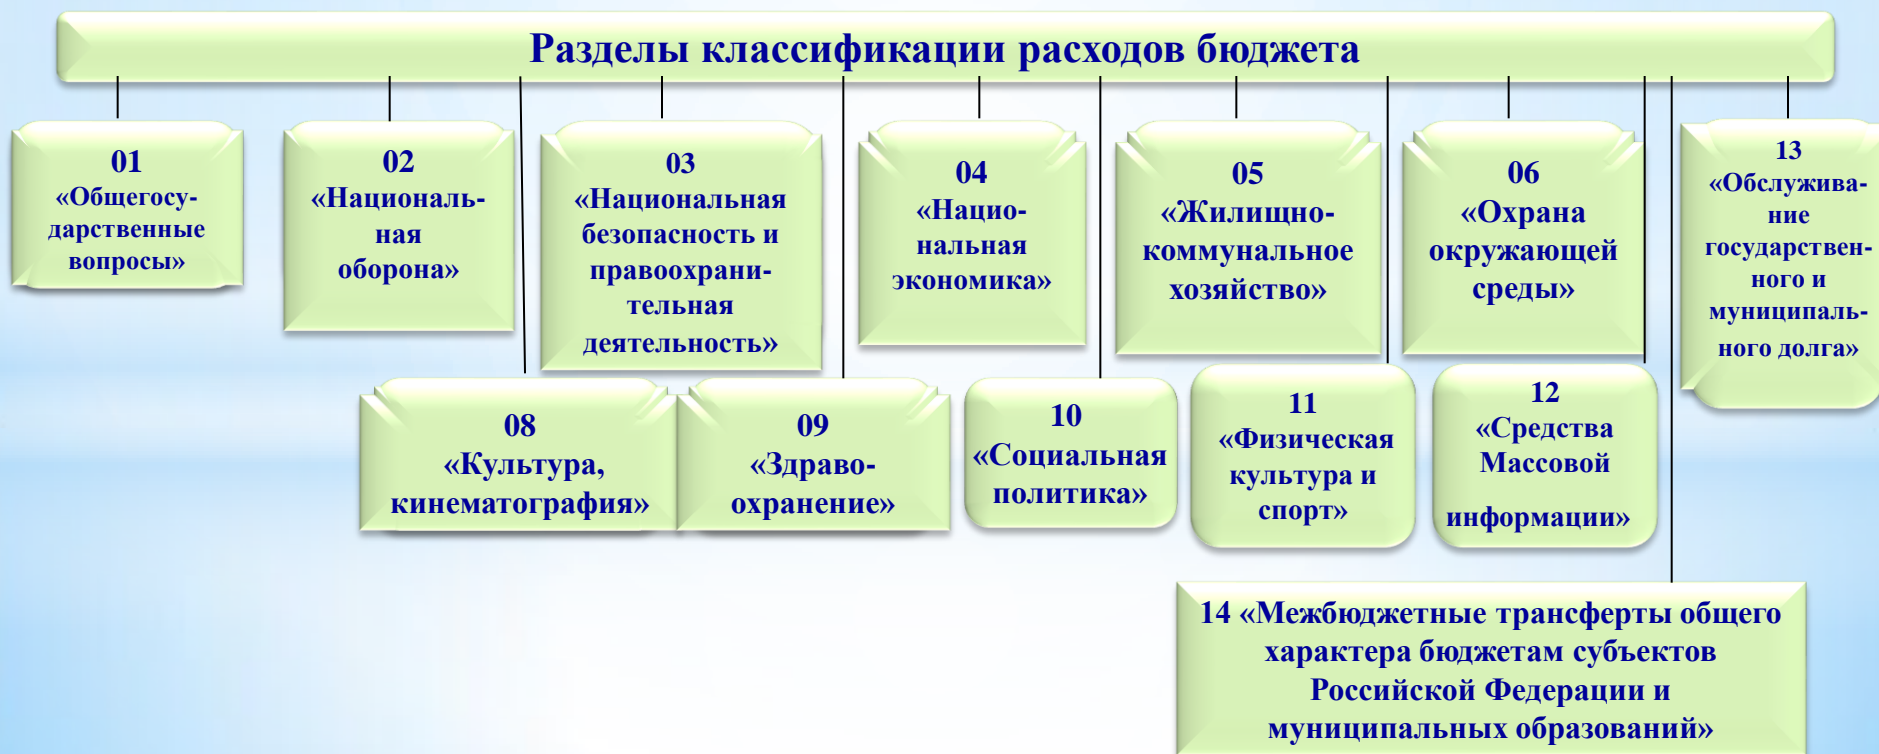 Разделы классификации расходов бюджета
01
«Общегосу-
дарственные
вопросы»
02
«Националь-
ная
оборона»
03
«Национальная
безопасность и
правоохрани-
тельная
деятельность»
04
«Нацио-
нальная
экономика»
05
«Жилищно-
коммунальное
хозяйство»
06
«Охрана
окружающей
среды»
13
«Обслужива-
ние
государствен-
ного и
муниципаль-
ного долга»
08
«Культура,
кинематография»
09
«Здраво-
охранение»
10
«Социальная
политика»
11
«Физическая
культура и
спорт»
12
«Средства
Массовой
информации»
14 «Межбюджетные трансферты общего
характера бюджетам субъектов
Российской Федерации и
муниципальных образований»